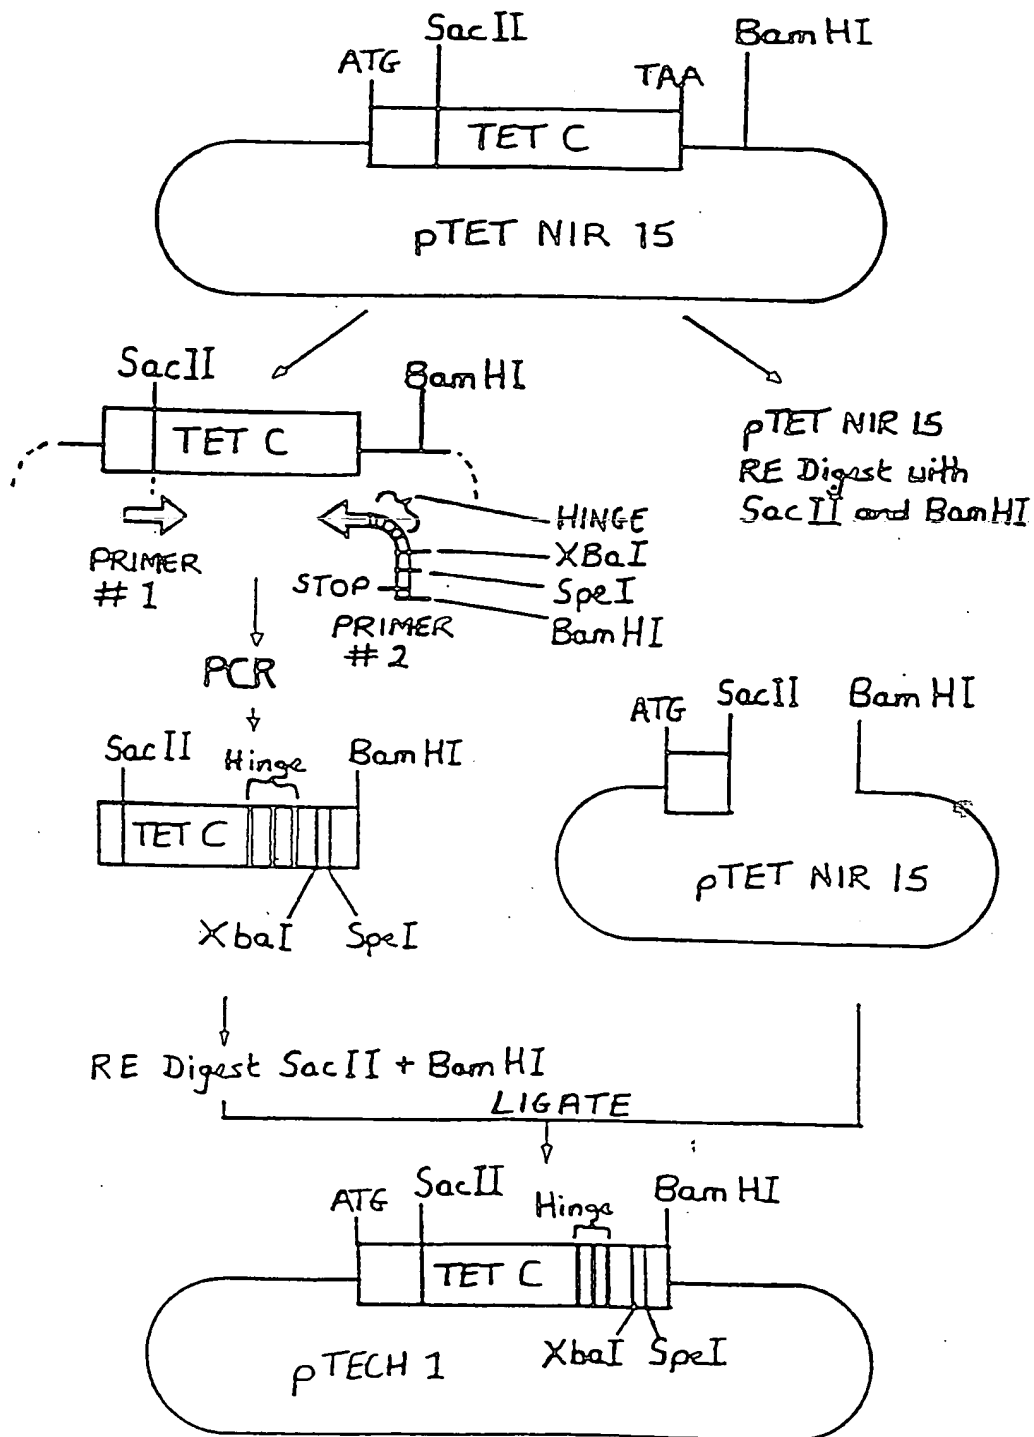 SacII
BamHI
ATG
TAA
TET C
pTET NIR 15
SacII
BamHI
TET C
pTET NIR 15
RE Digest with
SacII and BamHI
HINGE
XBaI
SpeI
BamHI
STOP
PRIMER
# 1
PRIMER
# 2
PCR
SacII
Hinge
BamHI
TET C
XbaI
SpeI
ATG
SacII
BamHI
pTET NIR 15
RE Digest SacII + BamHI
LIGATE
ATG
SacII
Hinge
BamHI
TET C
XbaI
SpeI
pTECH 1